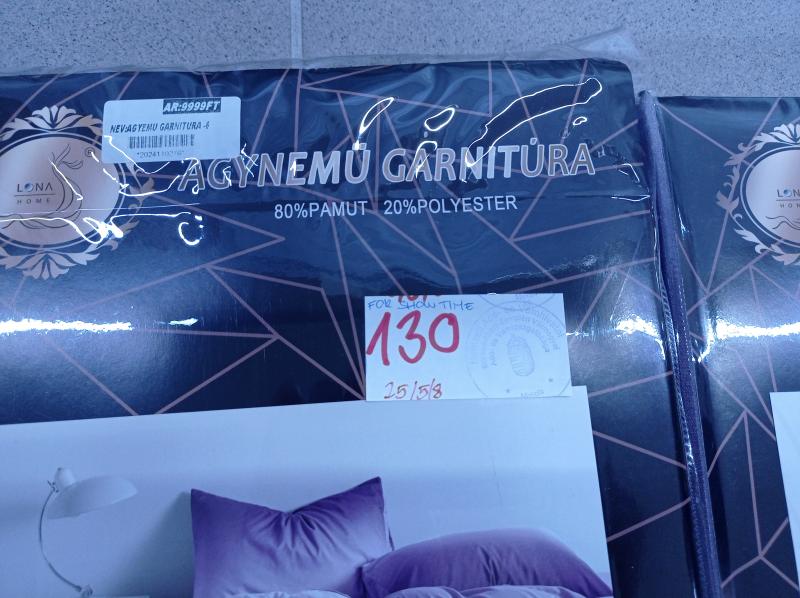 AR:9999FT
NEV:AGYEMU GARNITURA -6
LONA
HOME
ÁGYNEMŰ GARNITÚRA
80%PAMUT 20%POLYESTER
FOR SHOW TIME
130
25/5/8
LONA